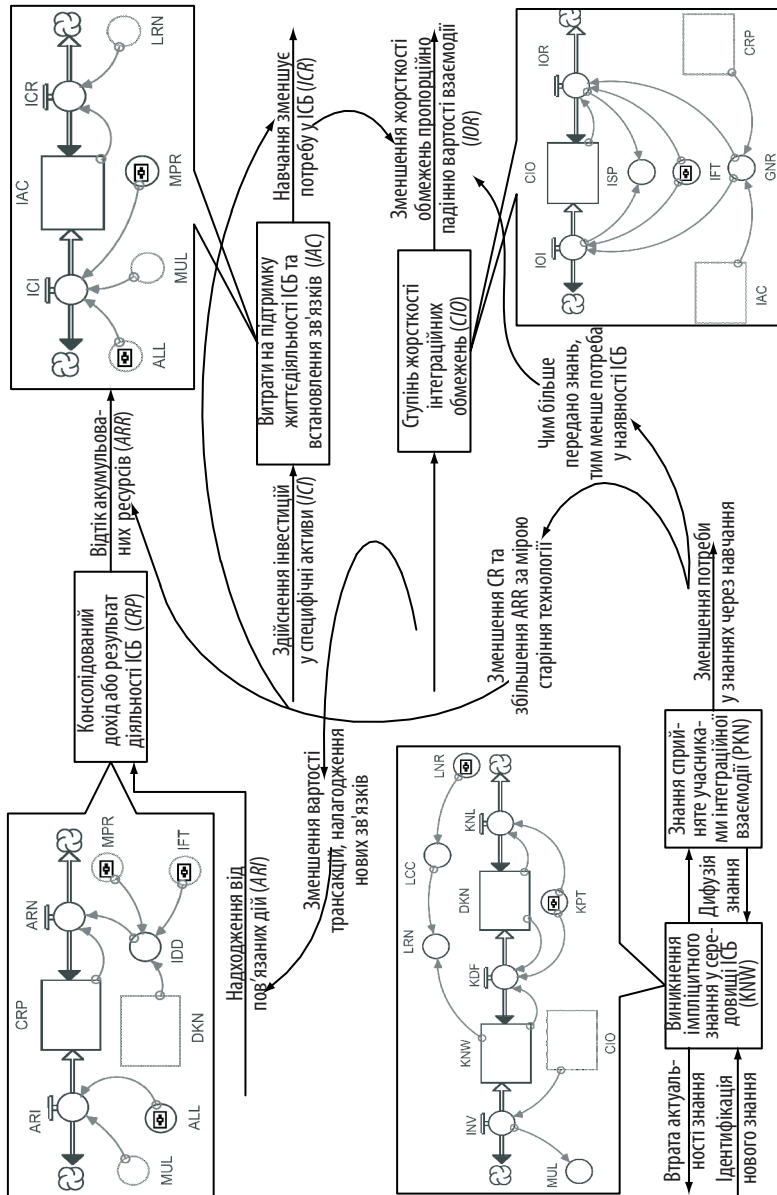 ARI
CRP
ARN
MUL
ALL
DKN
IDD
MPR
IFT
Консолідований
дохід або результат
діяльності ІСБ (CRP)
Відтік акумульова-
них ресурсів (ARR)
Надходження від
пов'язаних дій (ARI)
ICI
IAC
ICR
ALL
MUL
MPR
LRN
Зменшення вартості
трансакцій, налагодження
нових зв'язків
Здійснення інвестицій
у специфічні активи (ICI)
Витрати на підтримку
життєдіяльності ІСБ та
встановлення зв'язків (IAC)
Навчання зменшує
потребу у ІСБ (ICR)
Ступінь жорсткості
інтеграційних
обмежень (CIO)
Зменшення жорсткості
обмежень пропорційно
падінню вартості взаємодії
(IOR)
Зменшення CR та
збільшення ARR за мірою
старіння технології
Чим більше
передано знань,
тим менше потреба
у наявності ІСБ
INV
KNW
KDF
DKN
KNL
MUL
CIO
LRN
LCC
LNR
KPT
IOI
CIO
IOR
ISP
IFT
GNR
IAC
CRP
Втрата актуаль-
ності знання
Ідентифікація
нового знання
Виникнення
імпліцитного
знання у сере-
довищі ІСБ
(KNW)
Дифузія
знання
Знання сприй-
няте учасника-
ми інтеграційної
взаємодії (PKN)
Зменшення потреби
у знаннях через навчання